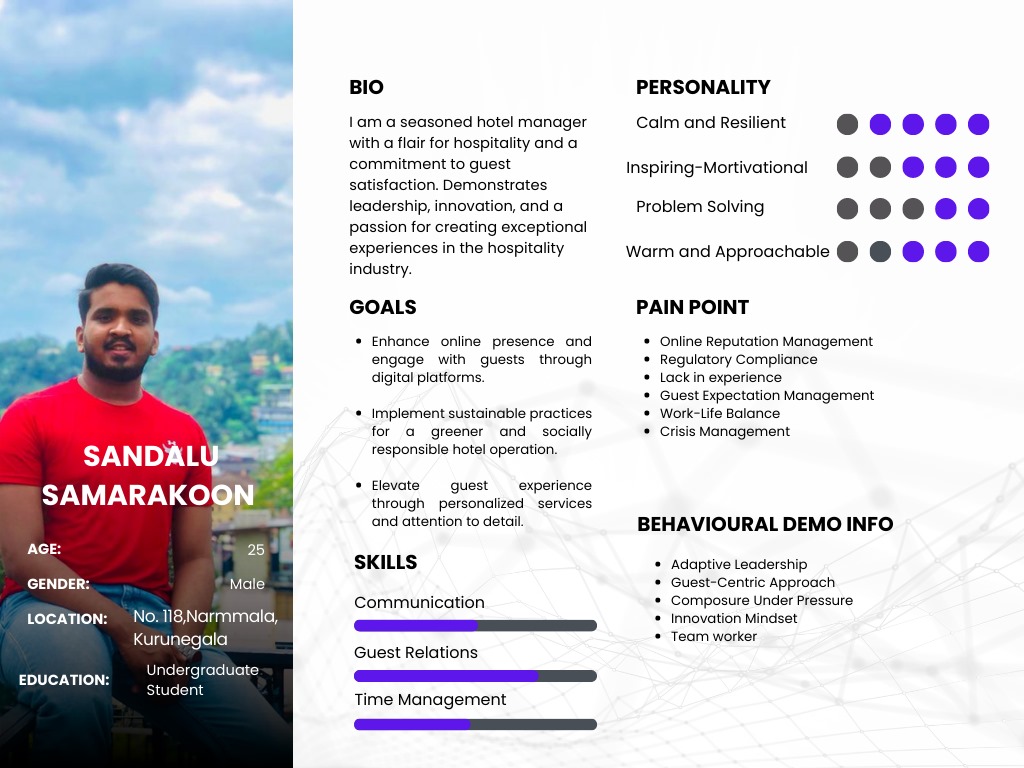 SANDALU
SAMARAKOON
AGE: 25
GENDER: Male
LOCATION: No. 118,Narmmala,
Kurunegala
EDUCATION: Undergraduate
Student
BIO
I am a seasoned hotel manager
with a flair for hospitality and a
commitment to guest
satisfaction. Demonstrates
leadership, innovation, and a
passion for creating exceptional
experiences in the hospitality
industry.
GOALS
• Enhance online presence and
engage with guests through
digital platforms.
• Implement sustainable practices
for a greener and socially
responsible hotel operation.
• Elevate guest experience
through personalized services
and attention to detail.
SKILLS
Communication
Guest Relations
Time Management
PERSONALITY
Calm and Resilient
Inspiring-Mortivational
Problem Solving
Warm and Approachable
PAIN POINT
• Online Reputation Management
• Regulatory Compliance
• Lack in experience
• Guest Expectation Management
• Work-Life Balance
• Crisis Management
BEHAVIOURAL DEMO INFO
• Adaptive Leadership
• Guest-Centric Approach
• Composure Under Pressure
• Innovation Mindset
• Team worker